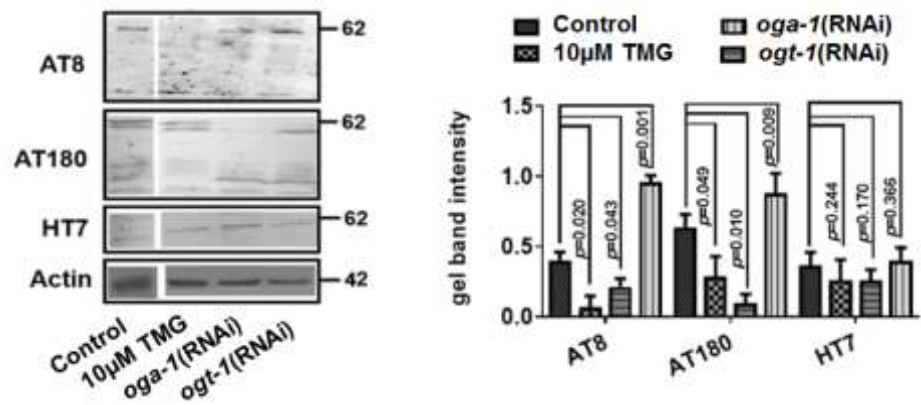 AT8
62
AT180
62
HT7
62
Actin
42
Control
10µM TMG
oga-1(RNAi)
ogt-1(RNAi)
Control
oga-1(RNAi)
10µM TMG
ogt-1(RNAi)
gel band intensity
1.5
1.0
0.5
0.0
p=0.020
p=0.043
p=0.001
p=0.049
p=0.010
p=0.009
p=0.244
p=0.170
p=0.366
AT8
AT180
HT7